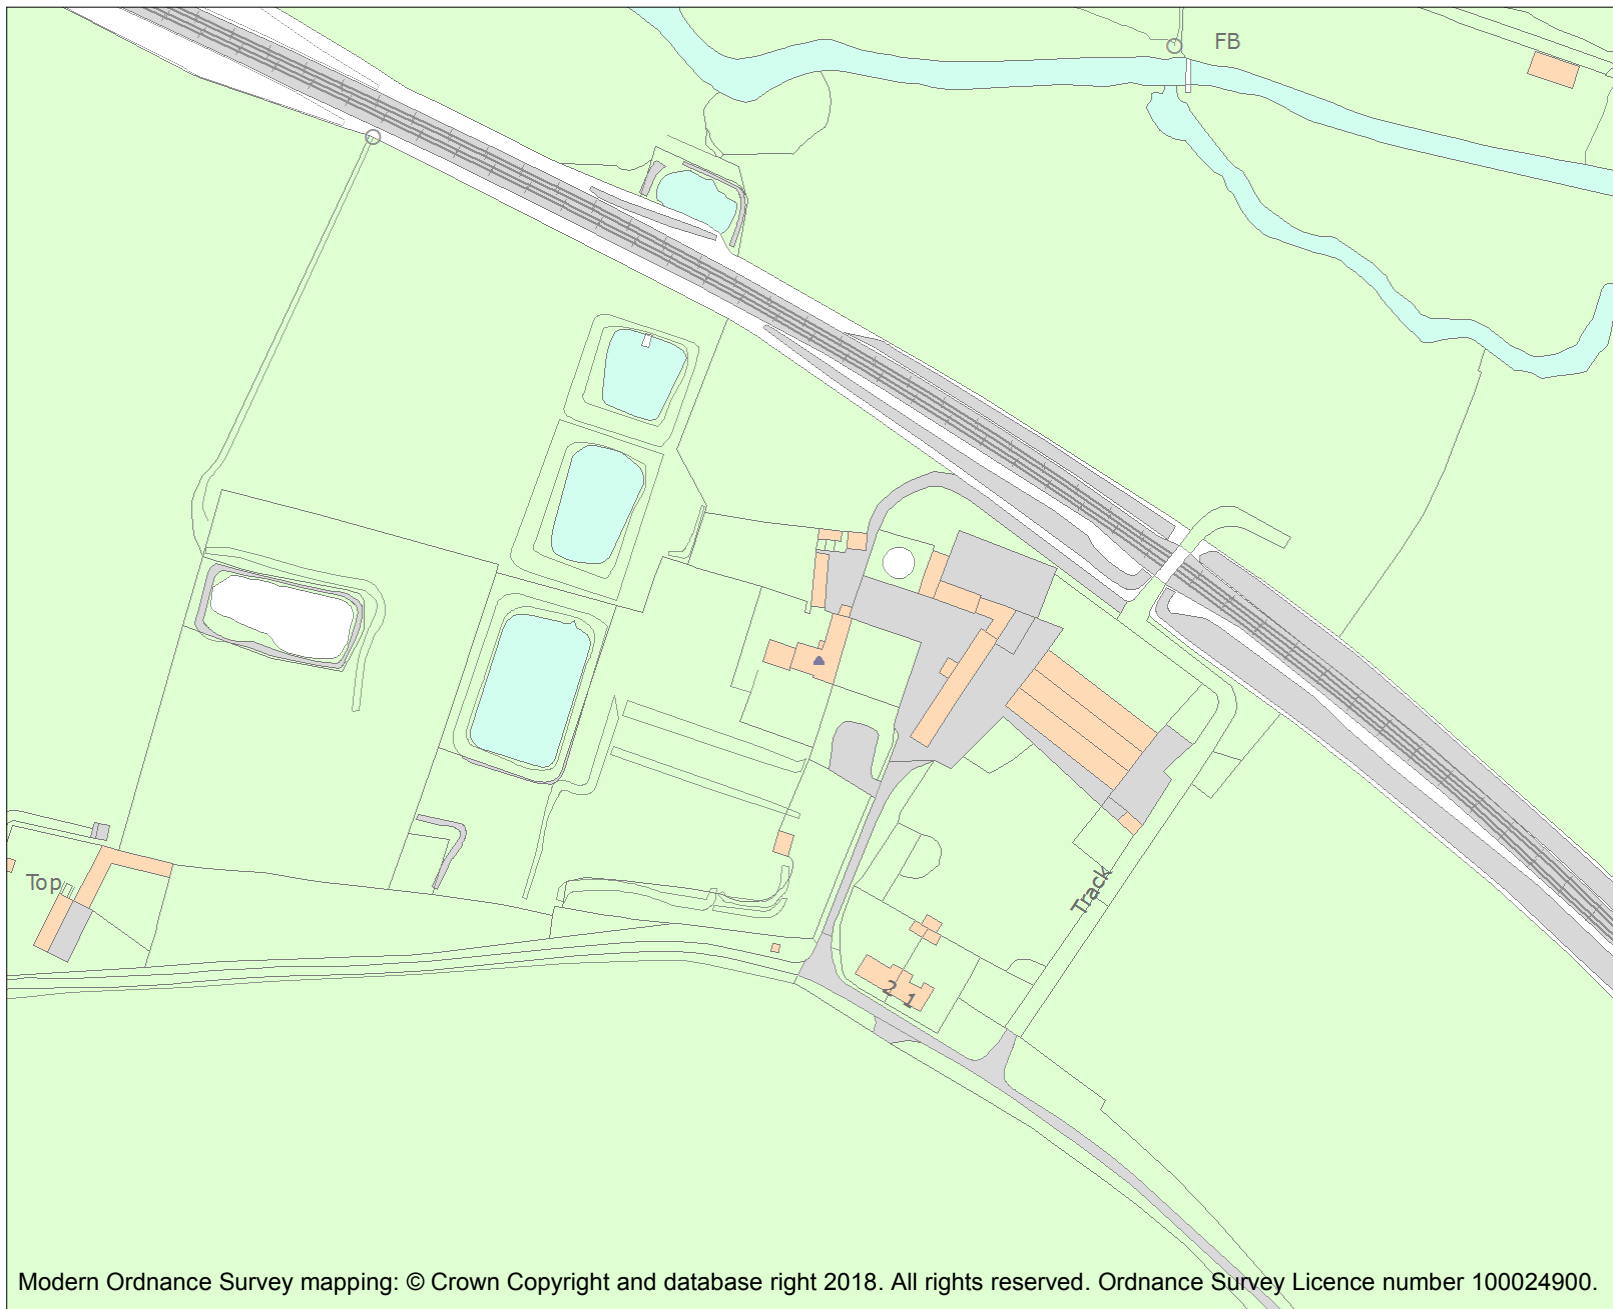 FB
Top
Track
2 1
Modern Ordnance Survey mapping: © Crown Copyright and database right 2018. All rights reserved. Ordnance Survey Licence number 100024900.